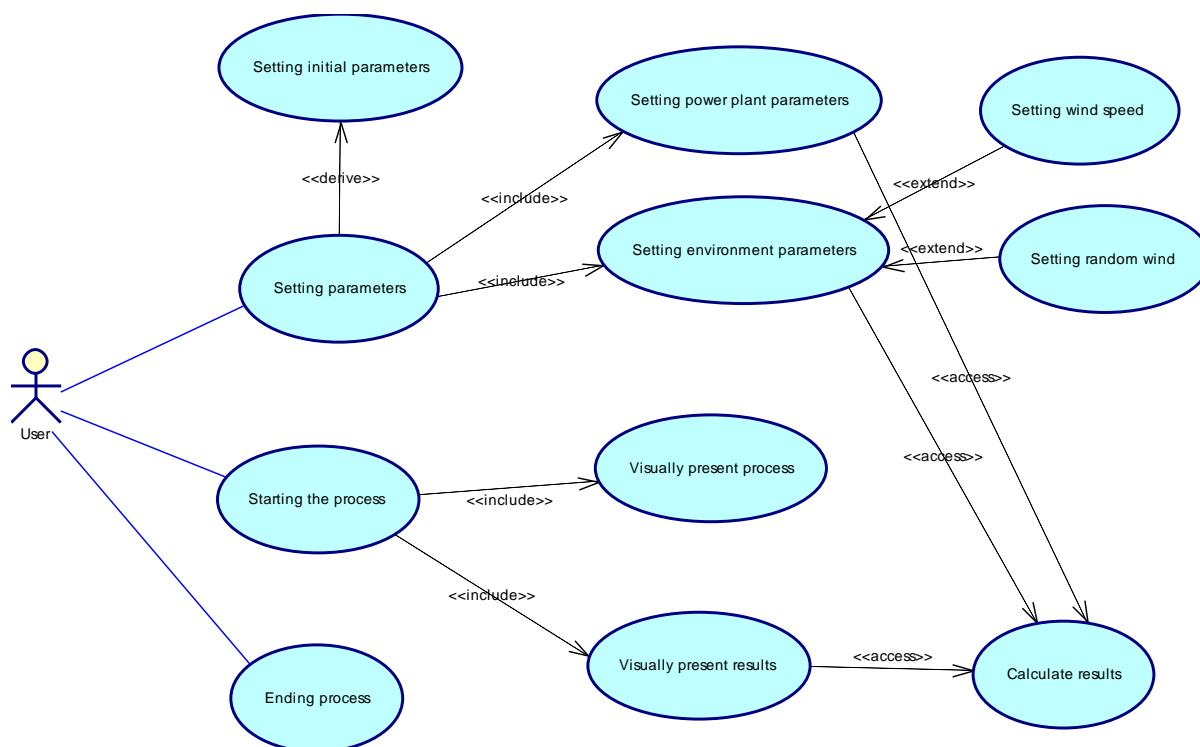 Setting initial parameters
Setting power plant parameters
Setting wind speed
<<derive>>
<<include>>
<<extend>>
Setting environment parameters
<<extend>>
Setting random wind
Setting parameters
<<include>>
<<access>>
User
<<access>>
Visually present process
Starting the process
<<include>>
<<include>>
Visually present results
<<access>>
Calculate results
Ending process